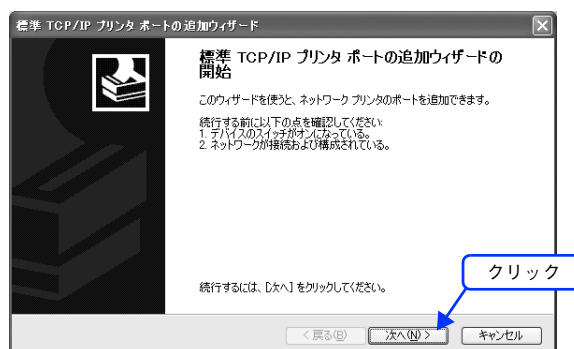 標準 TCP/IP プリンタ ポートの追加ウィザード
標準 TCP/IP プリンタ ポートの追加ウィザードの
開始
このウィザードを使うと、ネットワーク プリンタのポートを追加できます。
続行する前に以下の点を確認してください:
1. デバイスのスイッチがオンになっている。
2. ネットワークが接続および構成されている。
クリック
続行するには、[次へ] をクリックしてください。
< 戻る(B)
次へ(N) >
キャンセル